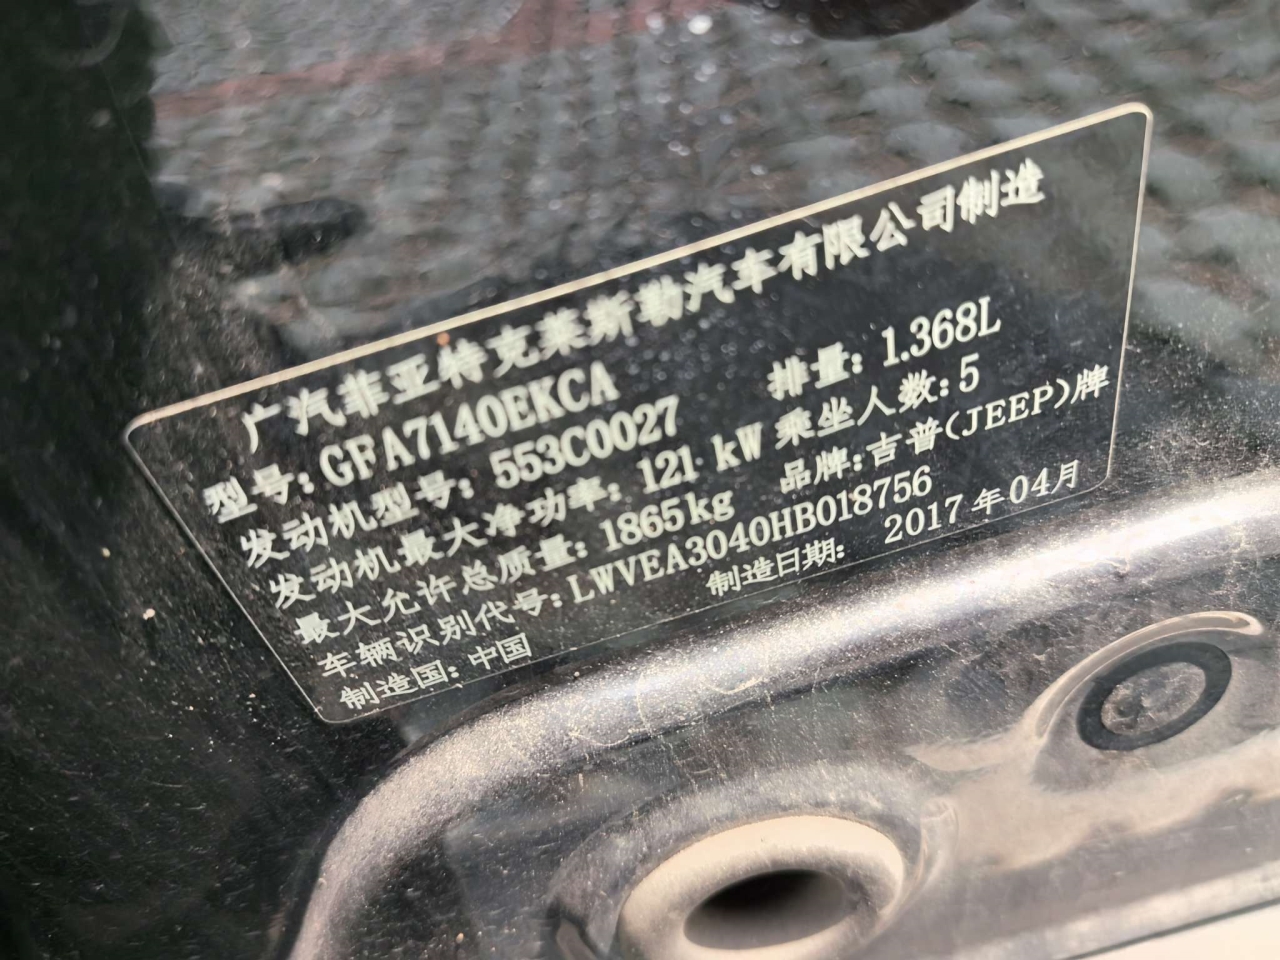 广汽菲亚特克莱斯勒汽车有限公司制造
型号: GFA7140EKCA 排量: 1.368L
发动机型号: 553C0027 乘坐人数: 5
发动机最大净功率: 121 kW 品牌: 吉普(JEEP)牌
最大允许总质量: 1865kg
车辆识别代号: LWVEA3040HB018756
制造国: 中国 制造日期: 2017年04月